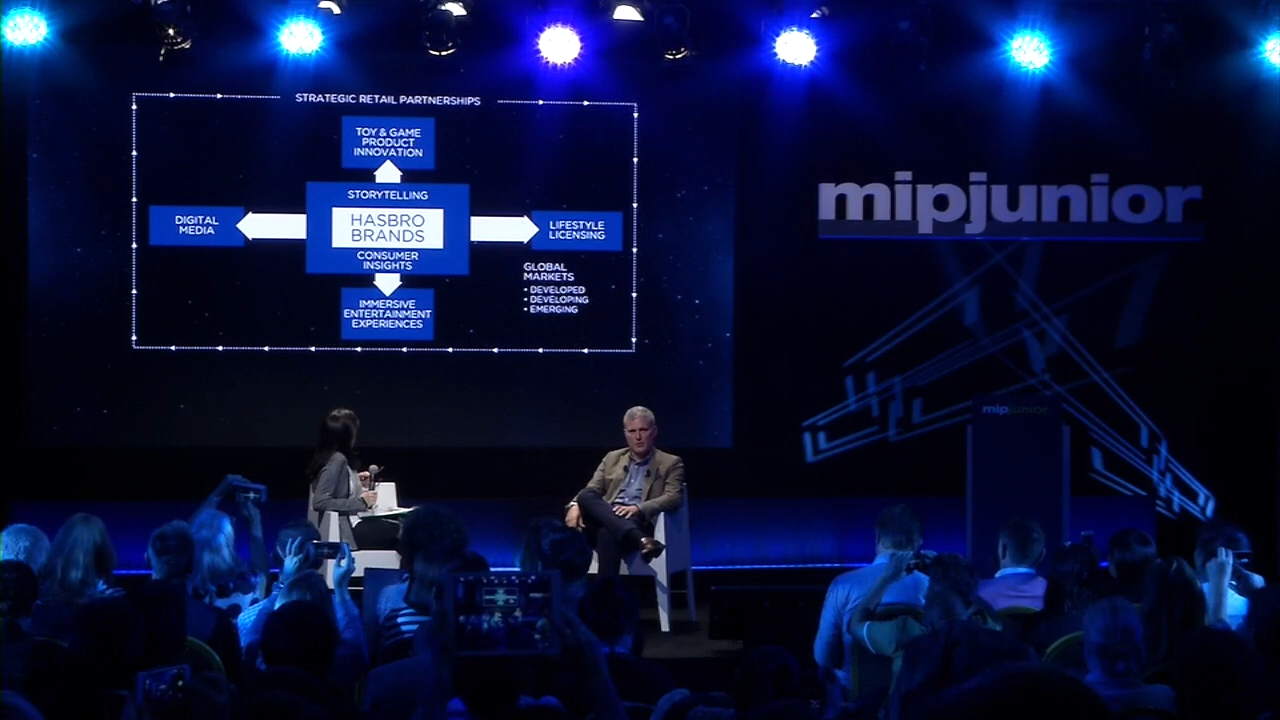 STRATEGIC RETAIL PARTNERSHIPS
TOY & GAME
PRODUCT
INNOVATION
STORYTELLING
HASBRO
BRANDS
CONSUMER
INSIGHTS
DIGITAL
MEDIA
LIFESTYLE
LICENSING
IMMERSIVE
ENTERTAINMENT
EXPERIENCES
GLOBAL
MARKETS
• DEVELOPED
• DEVELOPING
• EMERGING
mipjunior
mipjunior